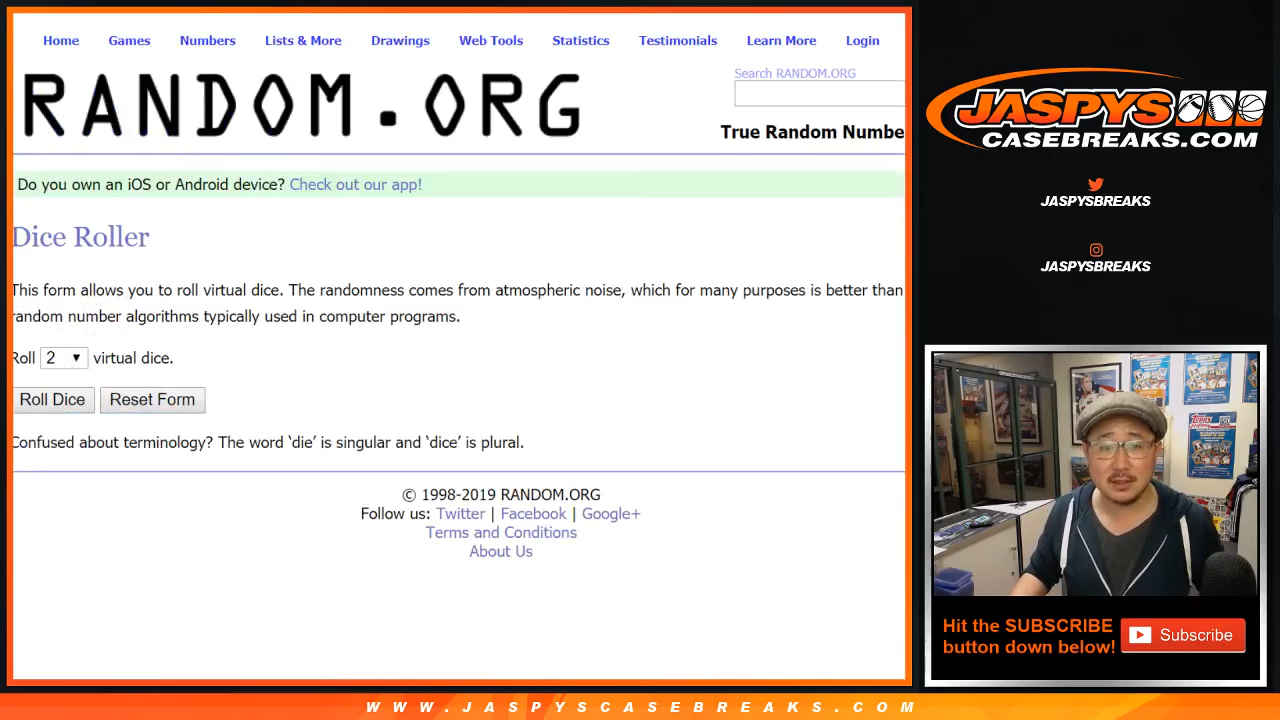 Home Games Numbers Lists & More Drawings Web Tools Statistics Testimonials Learn More Login
RANDOM.ORG
Search RANDOM.ORG
True Random Numbe
Do you own an iOS or Android device? Check out our app!
Dice Roller
This form allows you to roll virtual dice. The randomness comes from atmospheric noise, which for many purposes is better than
random number algorithms typically used in computer programs.
Roll 2 virtual dice.
Roll Dice Reset Form
Confused about terminology? The word ‘die’ is singular and ‘dice’ is plural.
© 1998-2019 RANDOM.ORG
Follow us: Twitter | Facebook | Google+
Terms and Conditions
About Us
JASPYS
CASEBREAKS.COM
JASPYSBREAKS
JASPYSBREAKS
Hit the SUBSCRIBE
button down below!
Subscribe
WWW.JASPYSCASEBREAKS.COM